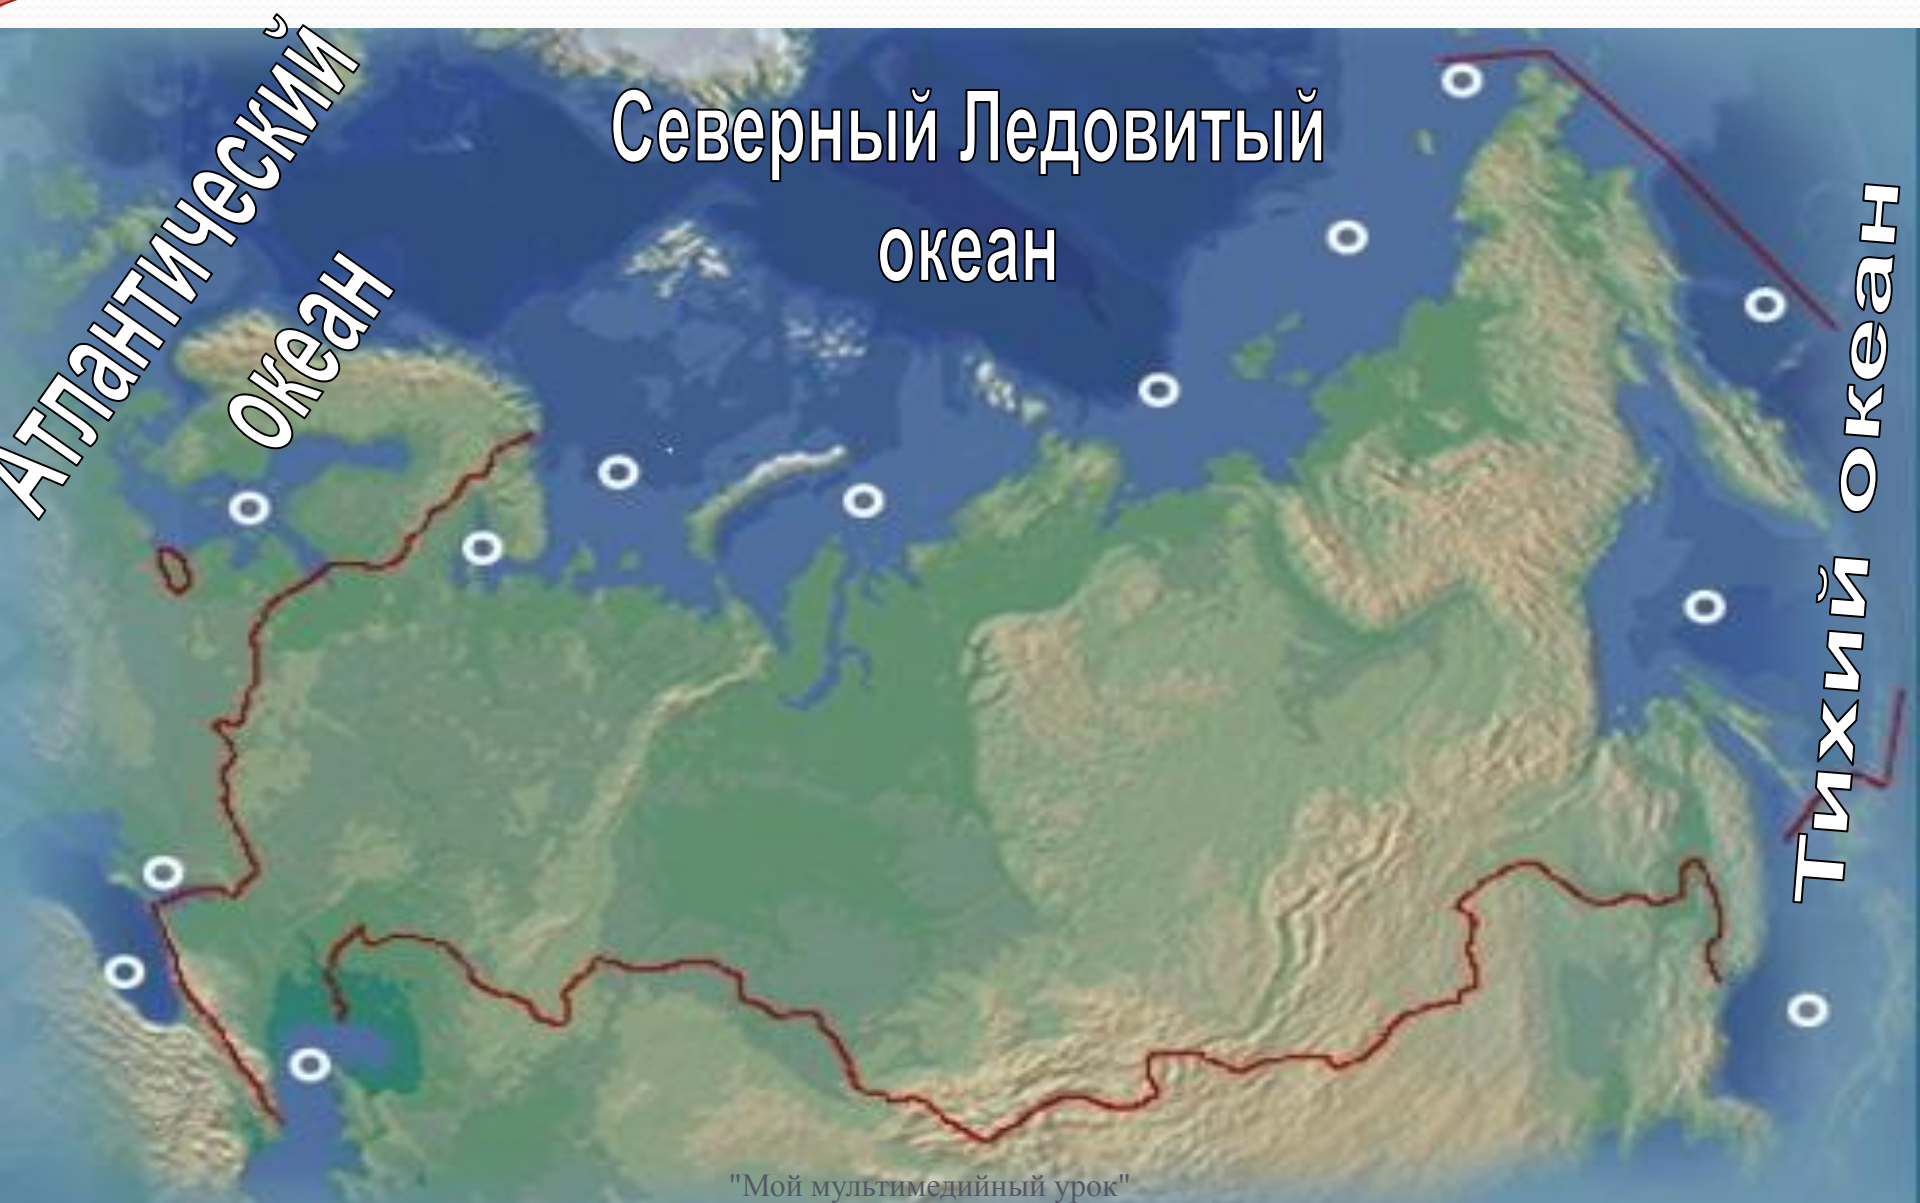 Атлантический
океан
Северный Ледовитый
океан
Тихий океан
"Мой мультимедийный урок"